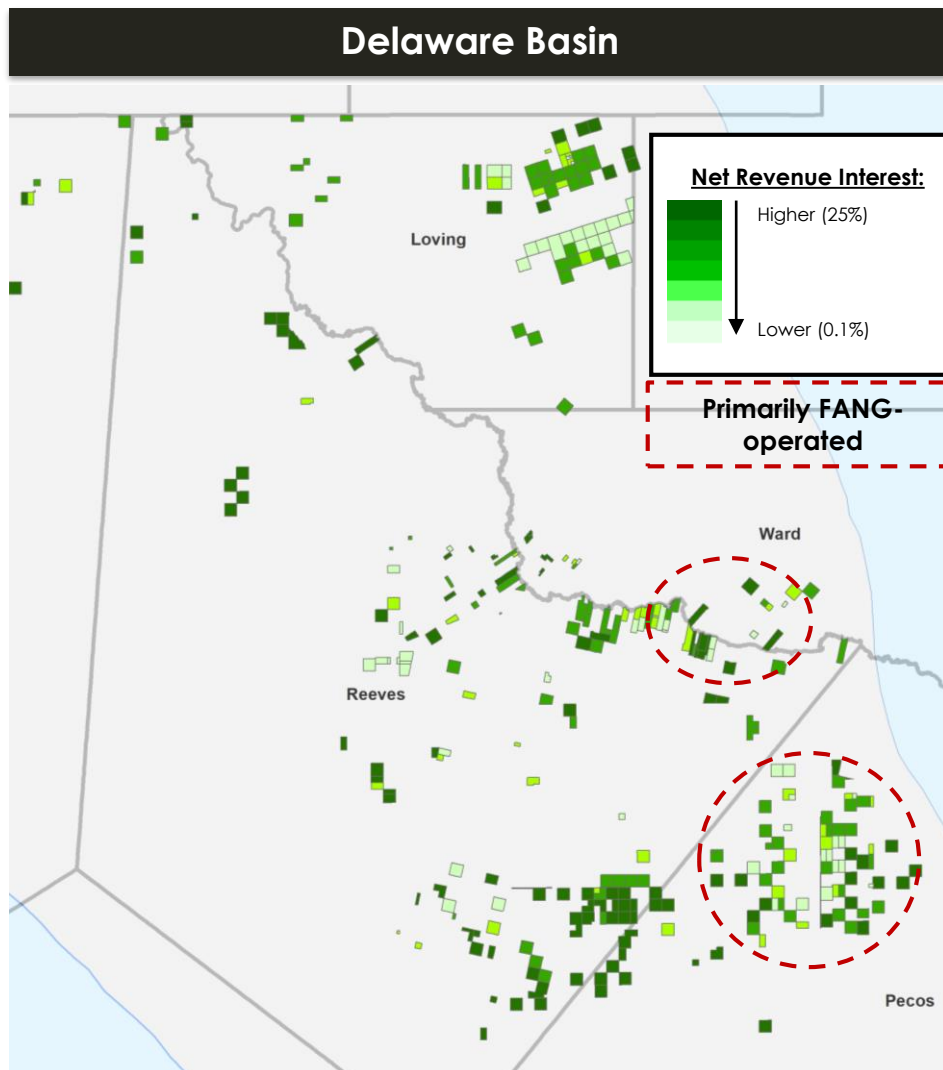 Delaware Basin
Net Revenue Interest:
Higher (25%)
Lower (0.1%)
Loving
Primarily FANG-
operated
Ward
Reeves
Pecos